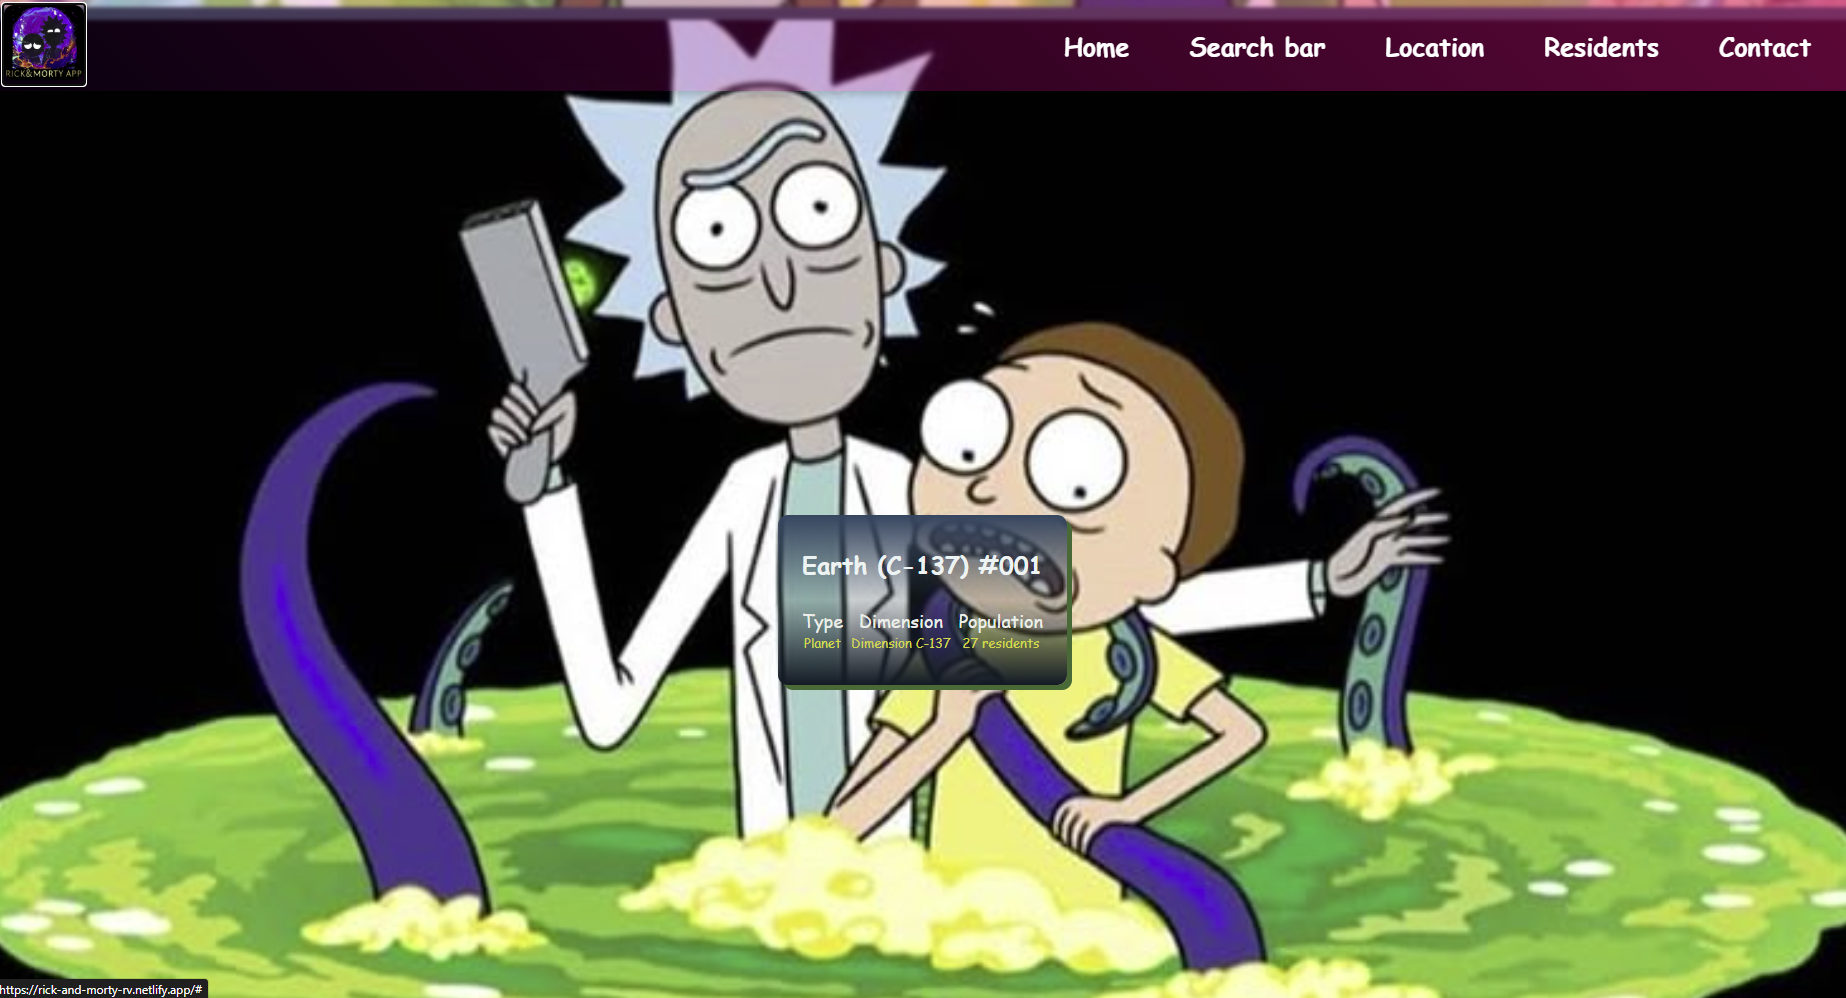 RICK&MORTY APP
Home Search bar Location Residents Contact
Earth (C-137) #001
Type Dimension Population
Planet Dimension C-137 27 residents
https://rick-and-morty-rv.netlify.app/#